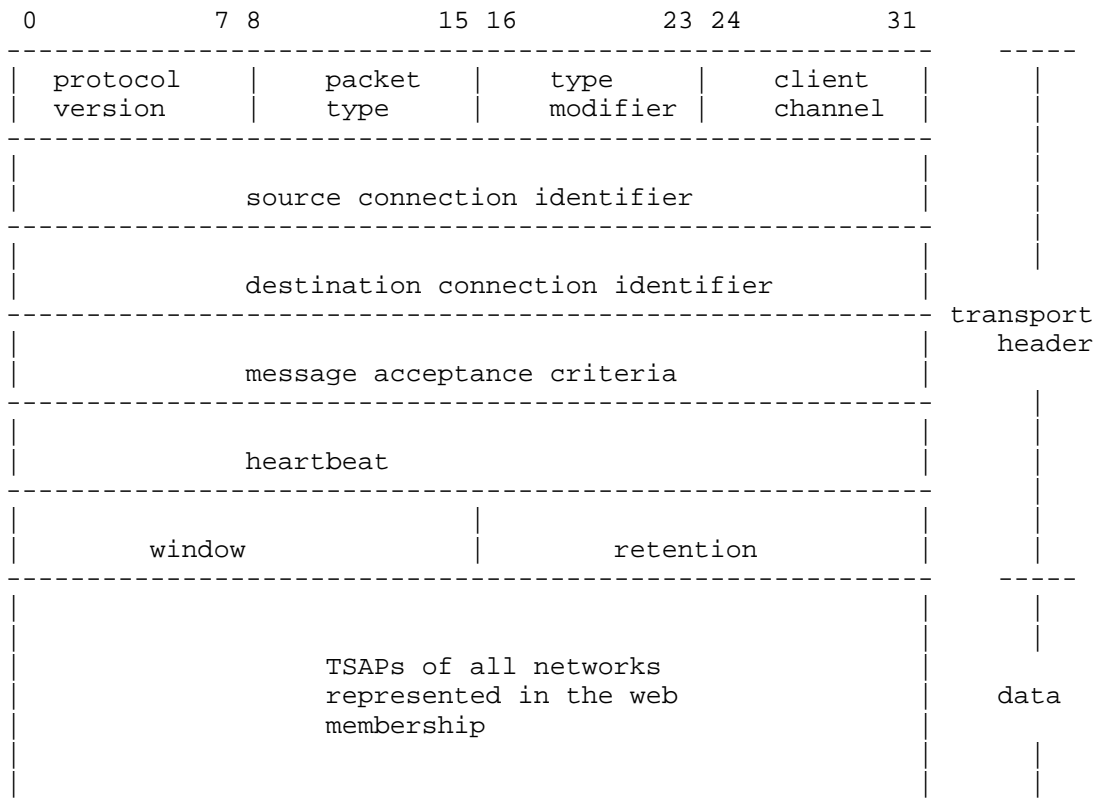 0 7 8 15 16 23 24 31
protocol packet type client
version type modifier channel
source connection identifier
destination connection identifier
transport
header
message acceptance criteria
heartbeat
window retention
TSAPs of all networks
represented in the web data
membership